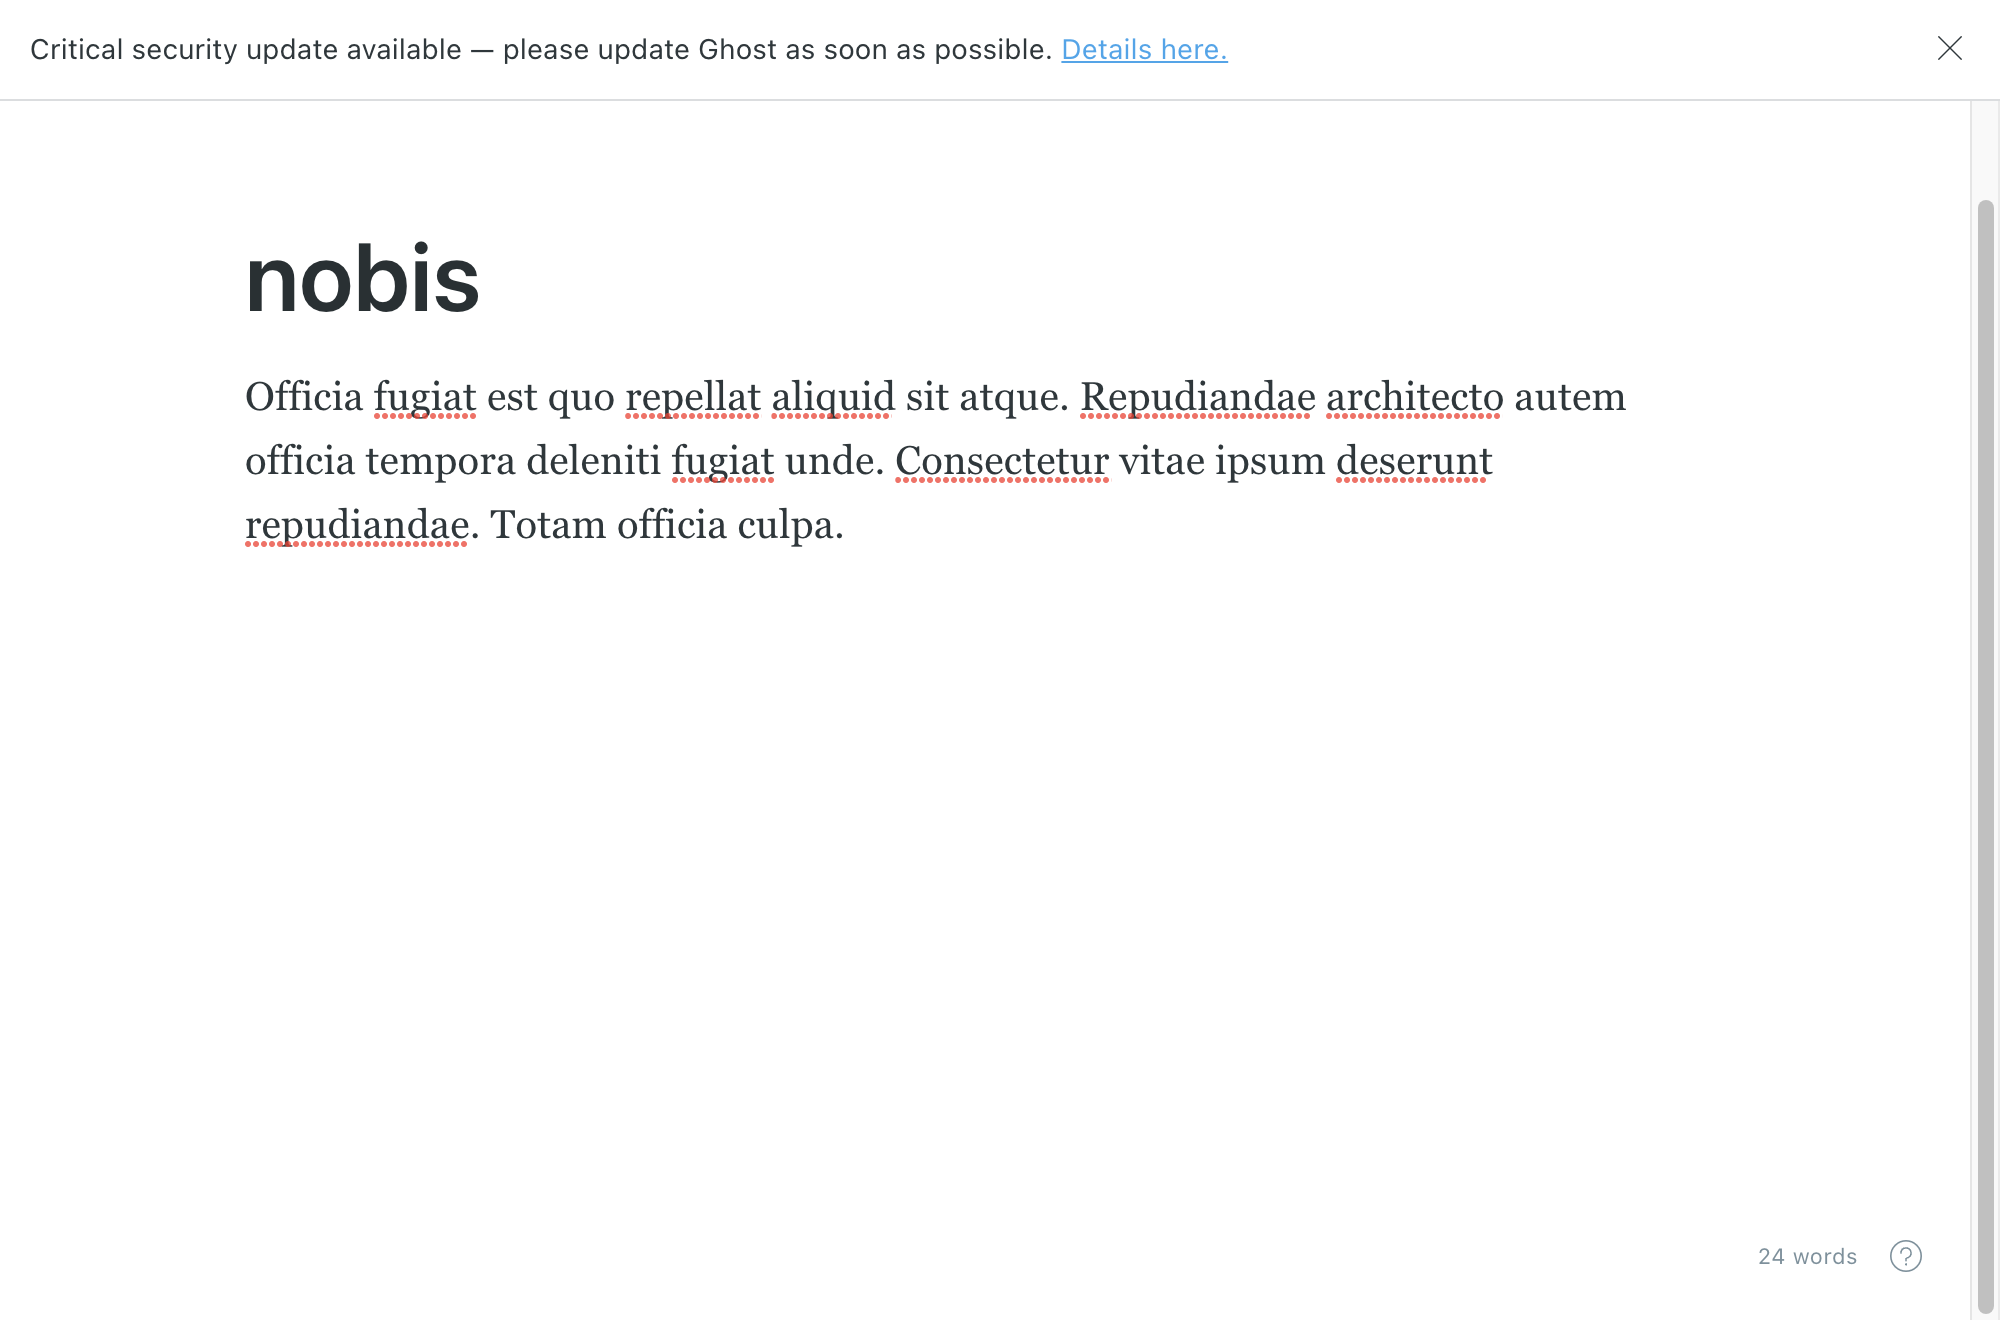 Critical security update available — please update Ghost as soon as possible. Details here.
nobis
Officia fugiat est quo repellat aliquid sit atque. Repudiandae architecto autem
officia tempora deleniti fugiat unde. Consectetur vitae ipsum deserunt
repudiandae. Totam officia culpa.
24 words
?